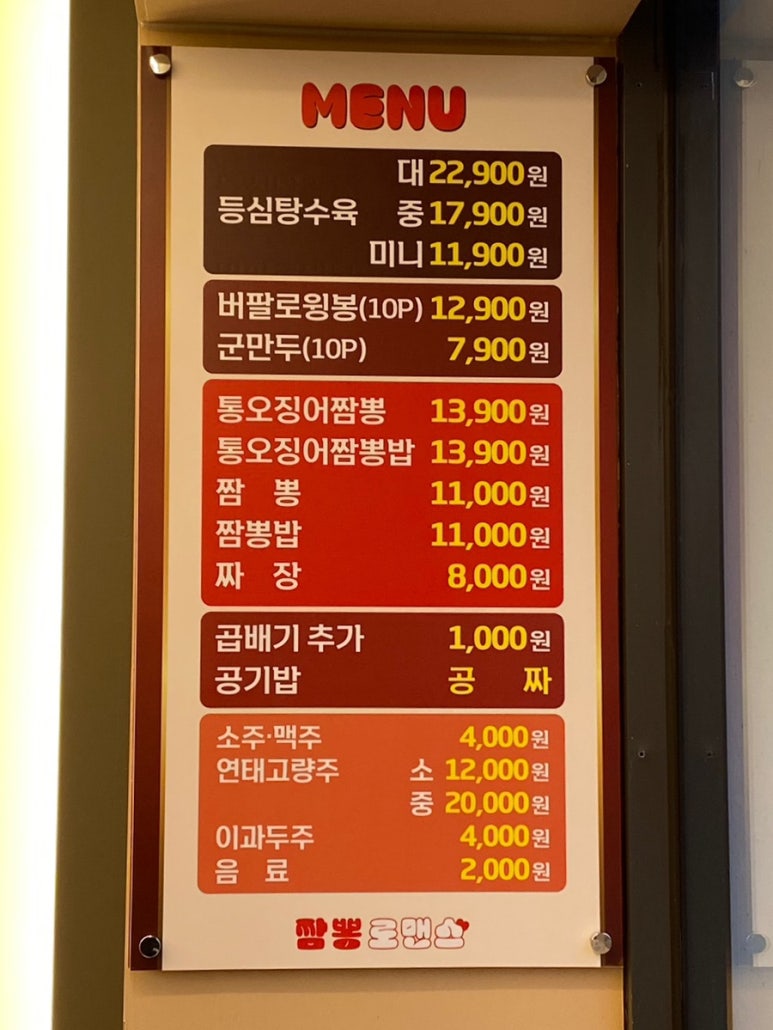 MENU
대 22,900원
등심탕수육 중 17,900원
미니 11,900원
버팔로윙봉(10P) 12,900원
군만두(10P) 7,900원
통오징어짬뽕 13,900원
통오징어짬뽕밥 13,900원
짬 뽕 11,000원
짬뽕밥 11,000원
짜 장 8,000원
곱배기 추가 1,000원
공기밥 공 짜
소주·맥주 4,000원
연태고량주 소 12,000원
중 20,000원
이과두주 4,000원
음 료 2,000원
짬뽕로맨스